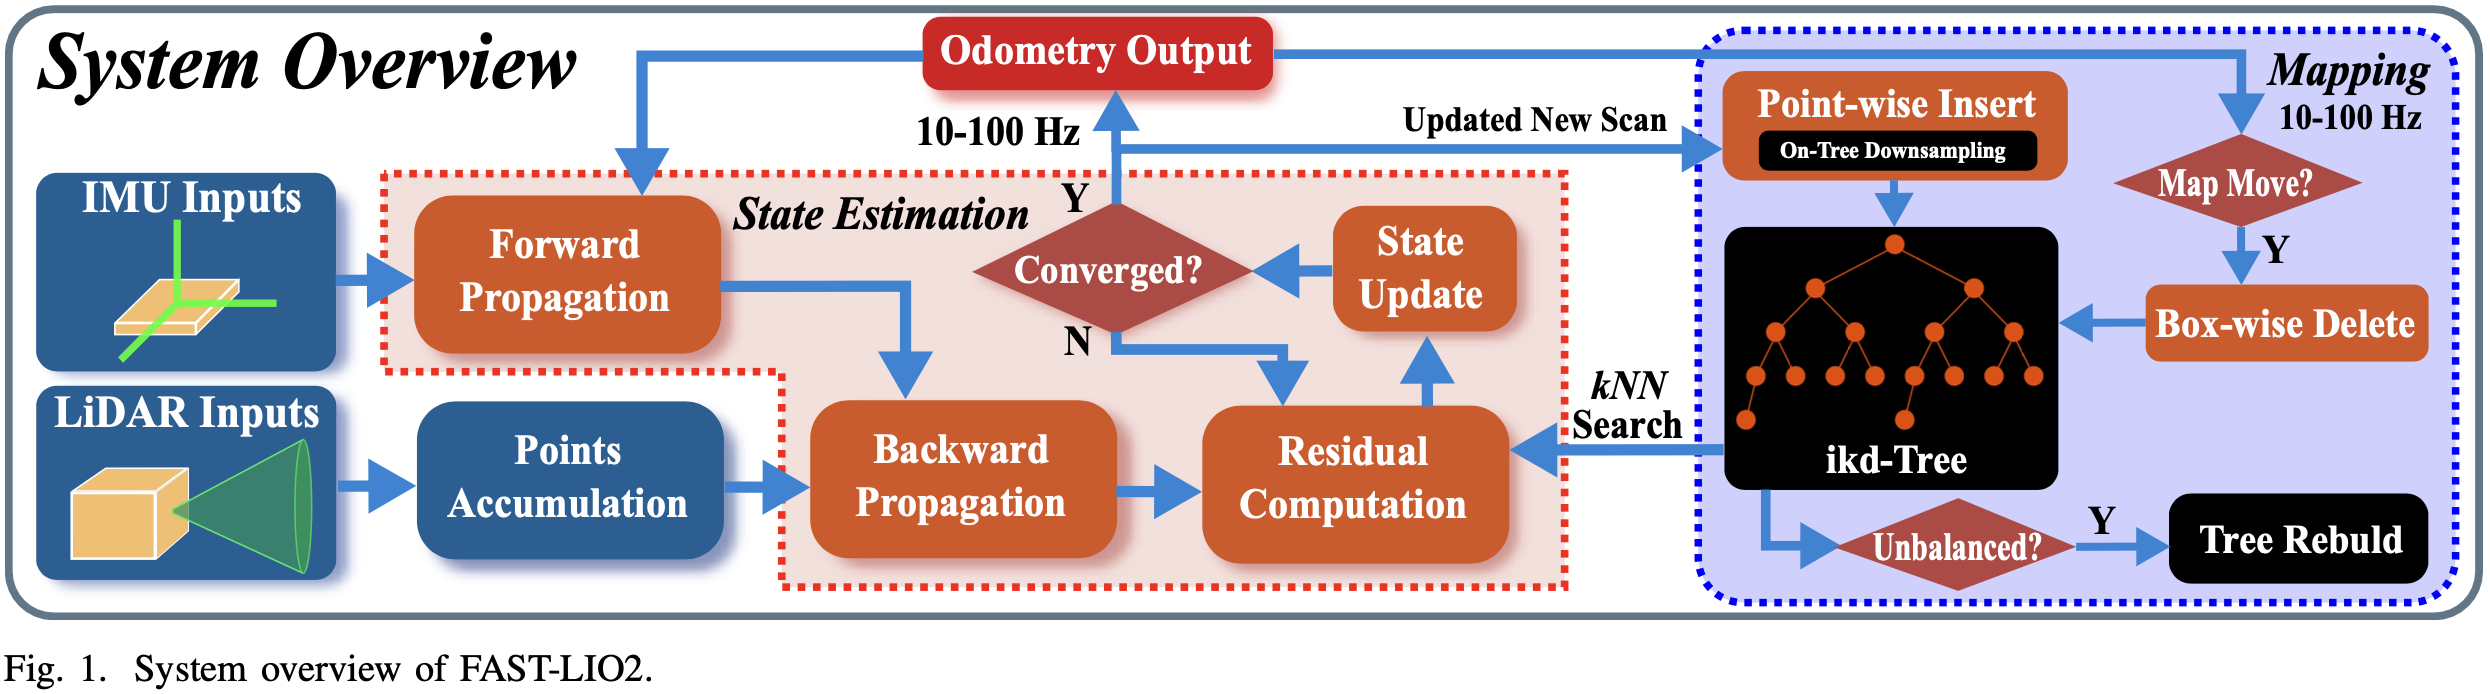 System Overview
Odometry Output
Mapping
10-100 Hz
Point-wise Insert
On-Tree Downsampling
Updated New Scan
10-100 Hz
Map Move?
Y
IMU Inputs
State Estimation
Y
Forward
Propagation
Converged?
State
Update
N
Box-wise Delete
kNN
Search
LiDAR Inputs
Points
Accumulation
Backward
Propagation
Residual
Computation
ikd-Tree
Unbalanced?
Y
Tree Rebuld
Fig. 1. System overview of FAST-LIO2.